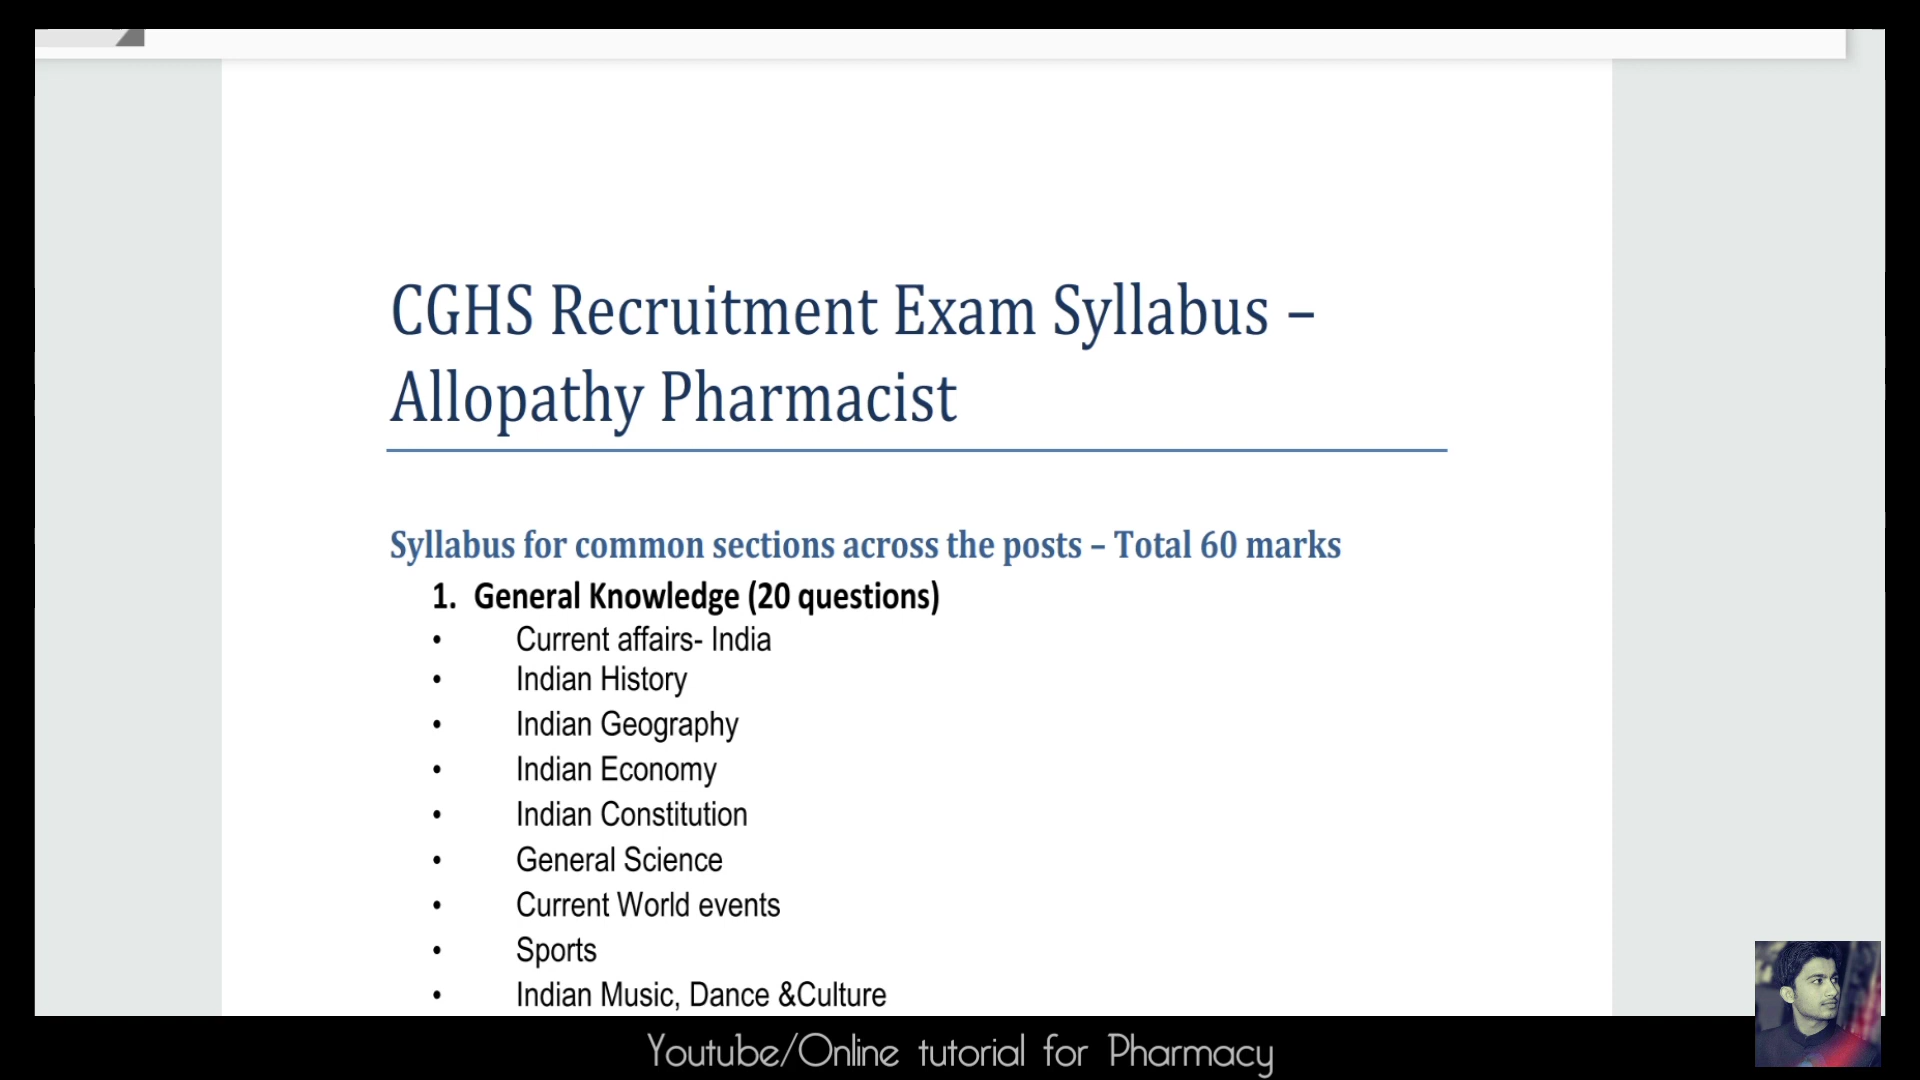 CGHS Recruitment Exam Syllabus –
Allopathy Pharmacist
Syllabus for common sections across the posts – Total 60 marks
1. General Knowledge (20 questions)
• Current affairs- India
• Indian History
• Indian Geography
• Indian Economy
• Indian Constitution
• General Science
• Current World events
• Sports
• Indian Music, Dance &Culture
Youtube/Online tutorial for Pharmacy